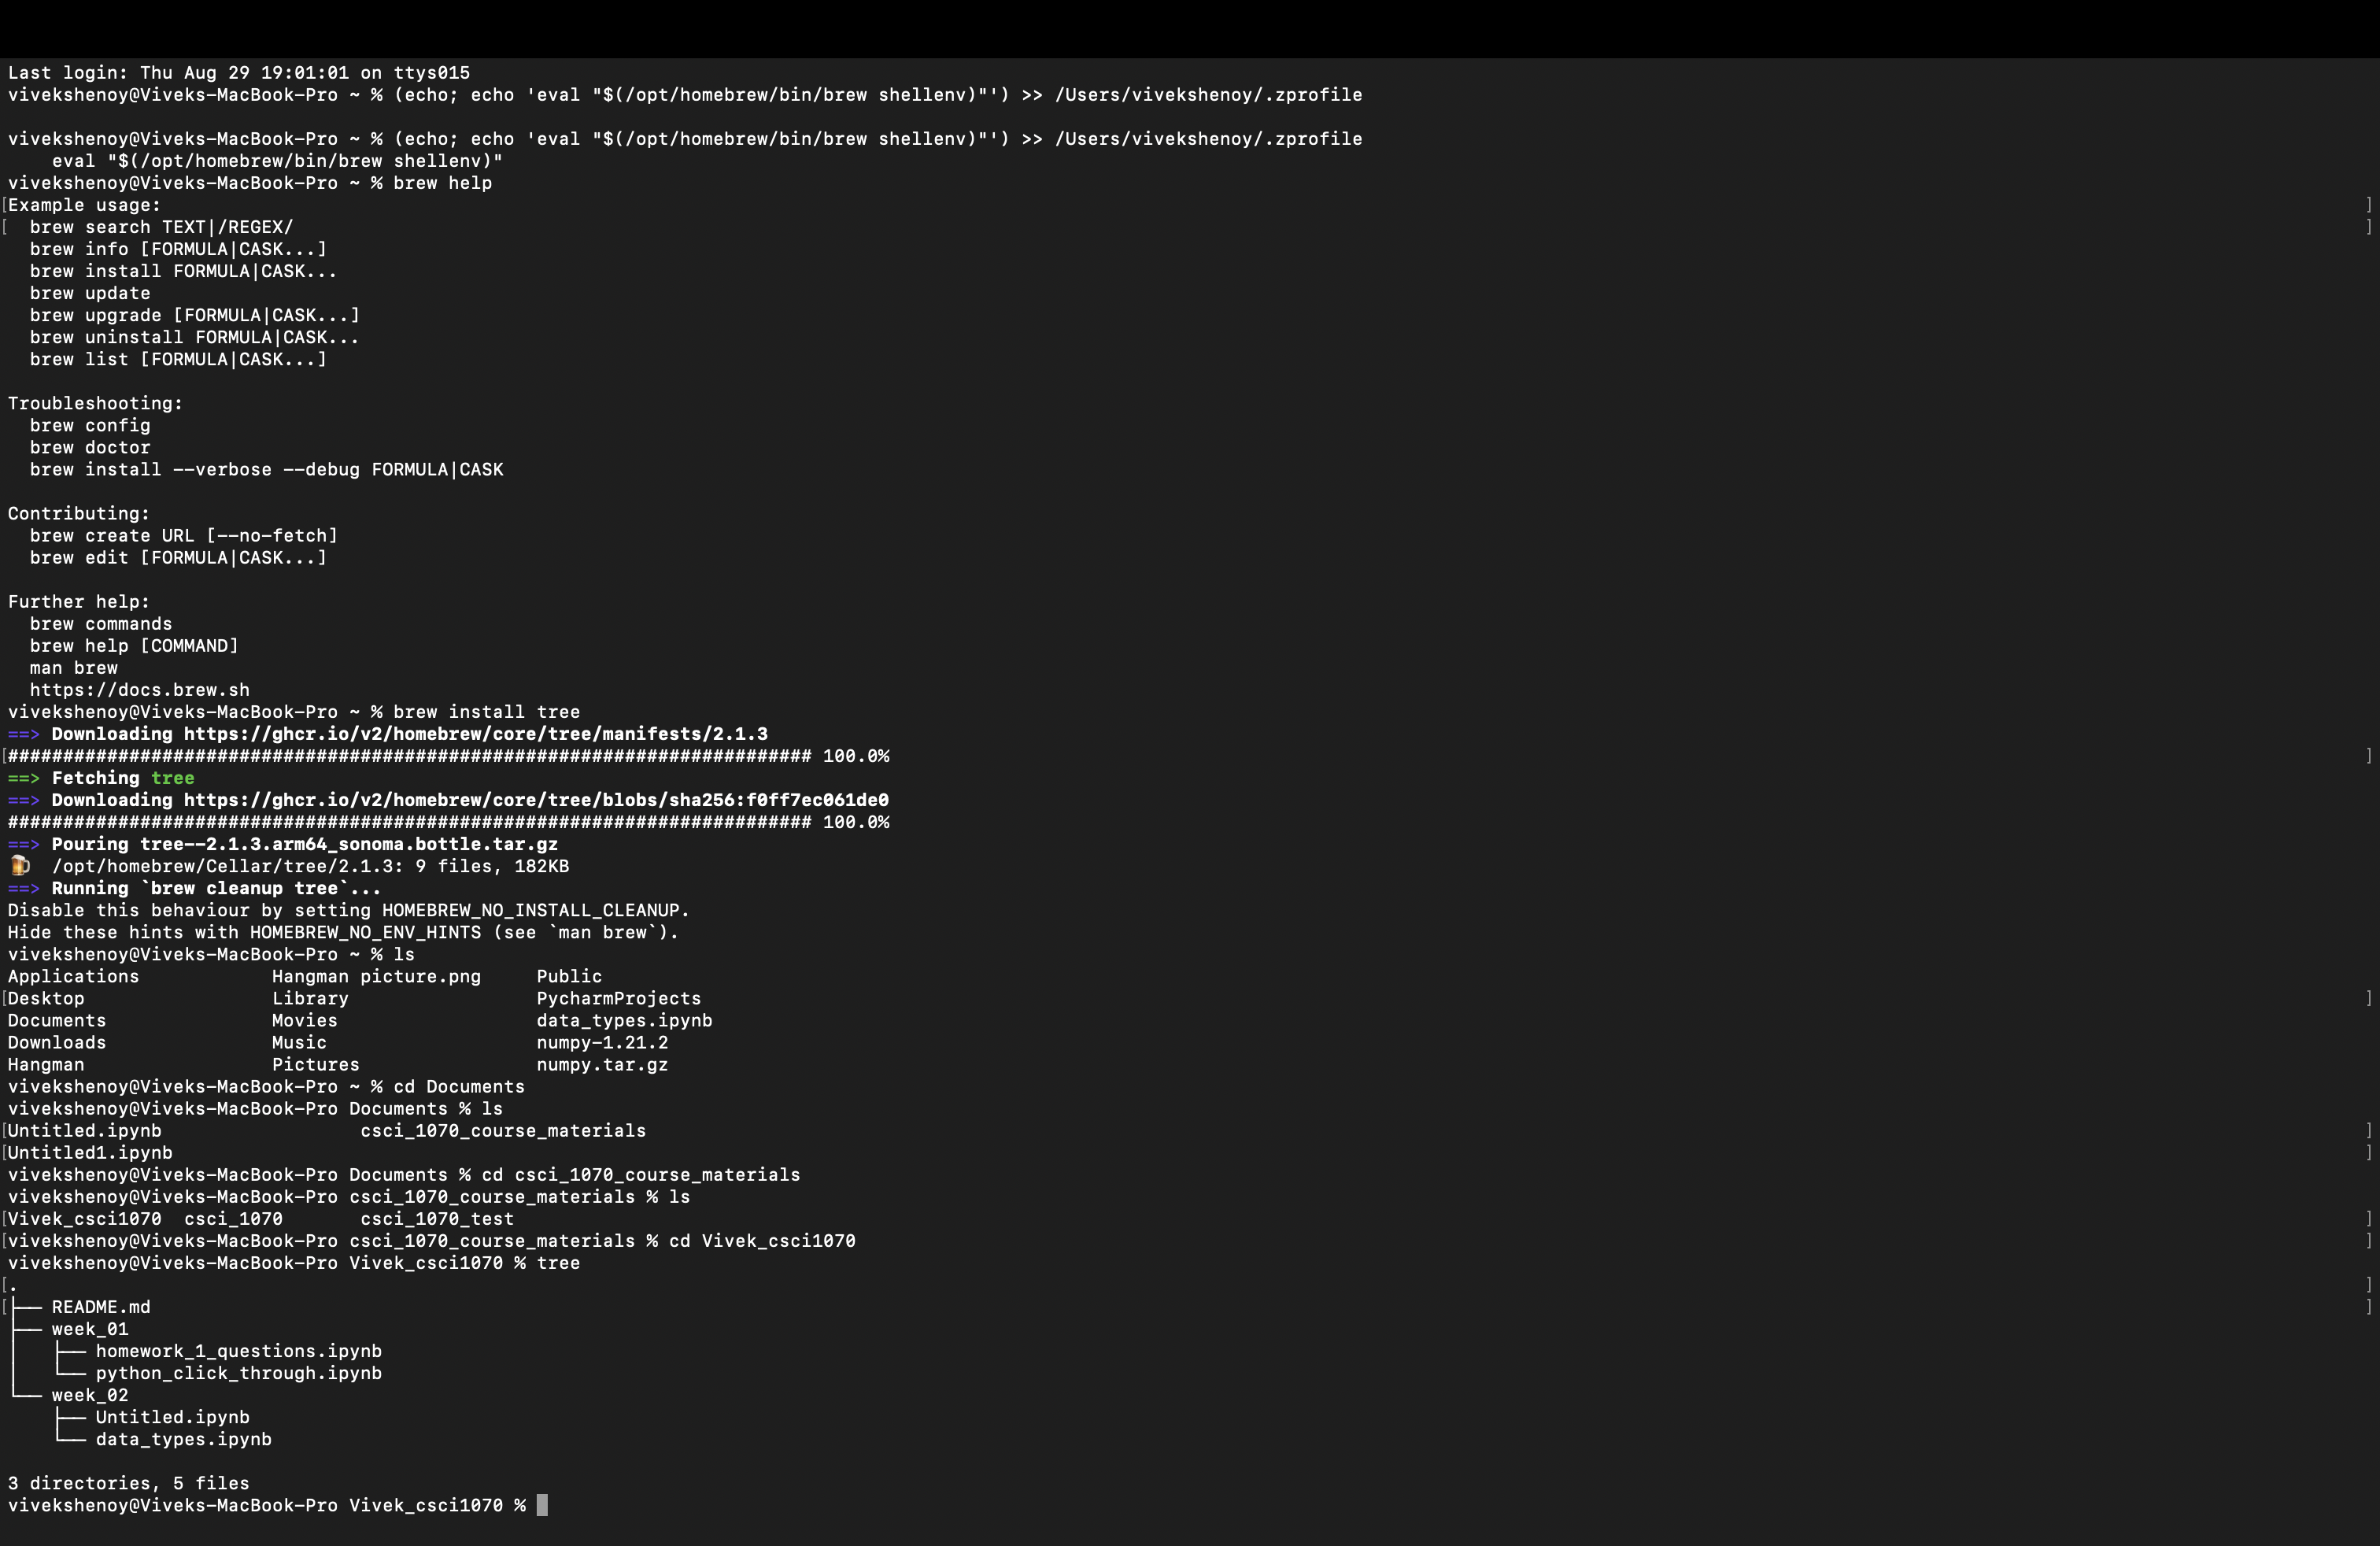 Last login: Thu Aug 29 19:01:01 on ttys015
vivekshenoy@Viveks-MacBook-Pro ~ % (echo; echo 'eval "$(/opt/homebrew/bin/brew shellenv)"') >> /Users/vivekshenoy/.zprofile

vivekshenoy@Viveks-MacBook-Pro ~ % (echo; echo 'eval "$(/opt/homebrew/bin/brew shellenv)"') >> /Users/vivekshenoy/.zprofile
    eval "$(/opt/homebrew/bin/brew shellenv)"
vivekshenoy@Viveks-MacBook-Pro ~ % brew help
[Example usage: ]
[ brew search TEXT|/REGEX/ ]
  brew info [FORMULA|CASK...]
  brew install FORMULA|CASK...
  brew update
  brew upgrade [FORMULA|CASK...]
  brew uninstall FORMULA|CASK...
  brew list [FORMULA|CASK...]

Troubleshooting:
  brew config
  brew doctor
  brew install --verbose --debug FORMULA|CASK

Contributing:
  brew create URL [--no-fetch]
  brew edit [FORMULA|CASK...]

Further help:
  brew commands
  brew help [COMMAND]
  man brew
  https://docs.brew.sh
vivekshenoy@Viveks-MacBook-Pro ~ % brew install tree
==> Downloading https://ghcr.io/v2/homebrew/core/tree/manifests/2.1.3
[######################################################################### 100.0% ]
==> Fetching tree
==> Downloading https://ghcr.io/v2/homebrew/core/tree/blobs/sha256:f0ff7ec061de0
######################################################################### 100.0%
==> Pouring tree--2.1.3.arm64_sonoma.bottle.tar.gz
🍺  /opt/homebrew/Cellar/tree/2.1.3: 9 files, 182KB
==> Running `brew cleanup tree`...
Disable this behaviour by setting HOMEBREW_NO_INSTALL_CLEANUP.
Hide these hints with HOMEBREW_NO_ENV_HINTS (see `man brew`).
vivekshenoy@Viveks-MacBook-Pro ~ % ls
Applications            Hangman picture.png     Public
[Desktop                 Library                 PycharmProjects ]
Documents               Movies                  data_types.ipynb
Downloads               Music                   numpy-1.21.2
Hangman                 Pictures                numpy.tar.gz
vivekshenoy@Viveks-MacBook-Pro ~ % cd Documents
vivekshenoy@Viveks-MacBook-Pro Documents % ls
[Untitled.ipynb                  csci_1070_course_materials ]
[Untitled1.ipynb ]
vivekshenoy@Viveks-MacBook-Pro Documents % cd csci_1070_course_materials
vivekshenoy@Viveks-MacBook-Pro csci_1070_course_materials % ls
[Vivek_csci1070  csci_1070       csci_1070_test ]
[vivekshenoy@Viveks-MacBook-Pro csci_1070_course_materials % cd Vivek_csci1070 ]
vivekshenoy@Viveks-MacBook-Pro Vivek_csci1070 % tree
[. ]
[├── README.md ]
├── week_01
│   ├── homework_1_questions.ipynb
│   └── python_click_through.ipynb
└── week_02
    ├── Untitled.ipynb
    └── data_types.ipynb

3 directories, 5 files
vivekshenoy@Viveks-MacBook-Pro Vivek_csci1070 %